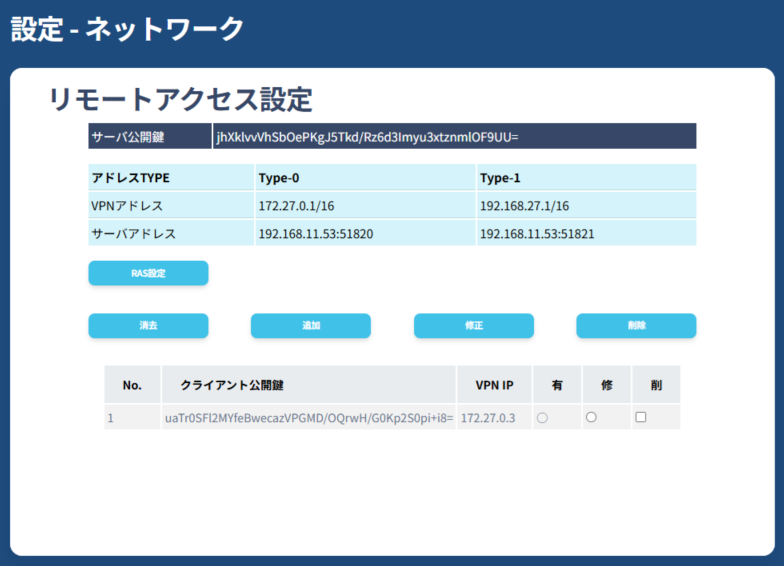 設定 - ネットワーク
リモートアクセス設定
サーバ公開鍵 jhXklvvVhSbOePKgJ5Tkd/Rz6d3Imyu3xtznmlOF9UU=
アドレスTYPE Type-0 Type-1
VPNアドレス 172.27.0.1/16 192.168.27.1/16
サーバアドレス 192.168.11.53:51820 192.168.11.53:51821
RAS設定
消去 追加 修正 削除
No. クライアント公開鍵 VPN IP 有 修 削
1 uaTr0SFl2MYfeBwecazVPGMD/OQrwH/G0Kp2S0pi+i8= 172.27.0.3